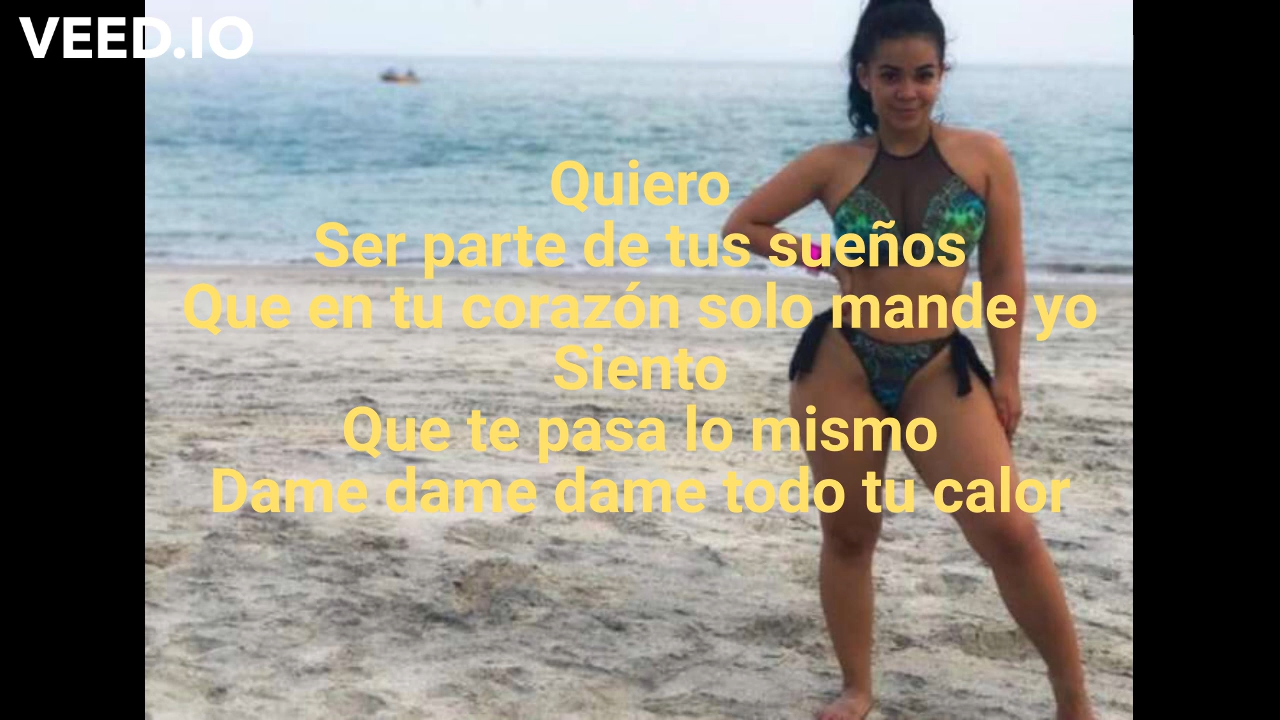 VEED.IO
Quiero
Ser parte de tus sueños
Que en tu corazón solo mande yo
Siento
Que te pasa lo mismo
Dame dame dame todo tu calor